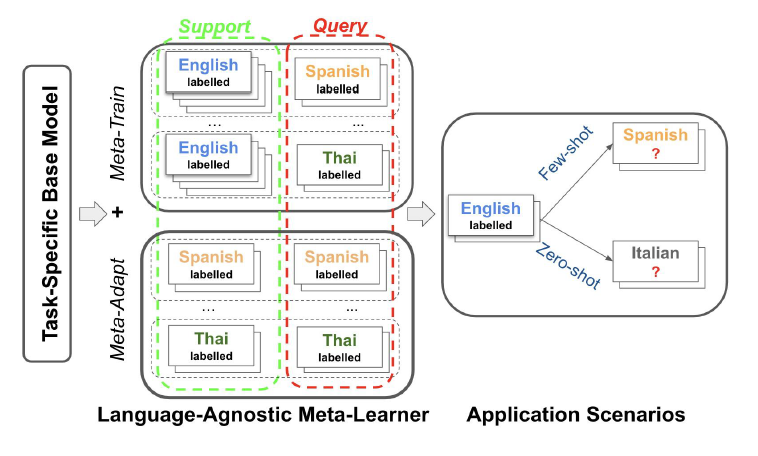 Support
Query
Task-Specific Base Model
+
Meta-Train
English
labelled
Spanish
labelled
...
...
English
labelled
Thai
labelled
Meta-Adapt
Spanish
labelled
Spanish
labelled
...
...
Thai
labelled
Thai
labelled
Language-Agnostic Meta-Learner
English
labelled
Few-shot
Spanish
?
Zero-shot
Italian
?
Application Scenarios